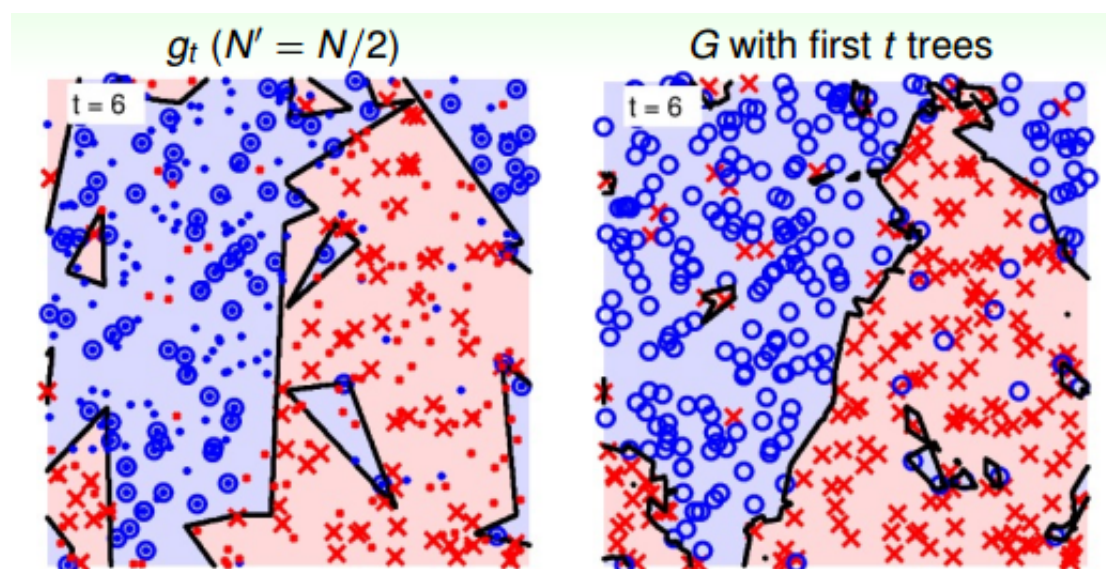 g_t (N′ = N/2)
G with first t trees
t = 6
t = 6